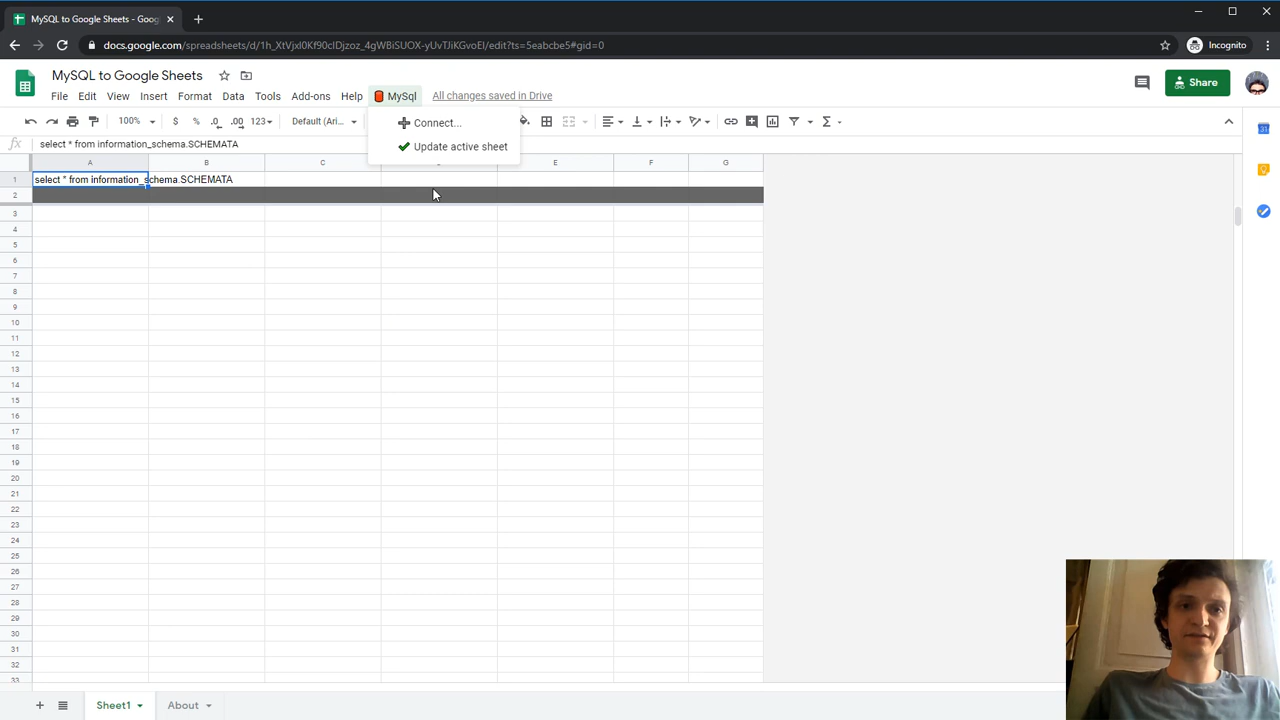 MySQL to Google Sheets - Goog
docs.google.com/spreadsheets/d/1h_XtVjxl0Kf90cIDjzoz_4gW8iSUOX-yUvTJiKGvoEI/edit?ts=5eabcbe5#gid=0
Incognito
MySQL to Google Sheets
Share
File Edit View Insert Format Data Tools Add-ons Help MySql All changes saved in Drive
100% $ % .0 .00 123 Default (Ari...
Connect...
fx select * from information_schema.SCHEMATA
Update active sheet
A B C E F G
1 select * from information_schema.SCHEMATA
2
3
4
5
6
7
8
9
10
11
12
13
14
15
16
17
18
19
20
21
22
23
24
25
26
27
28
29
30
31
32
33
Sheet1 About
31